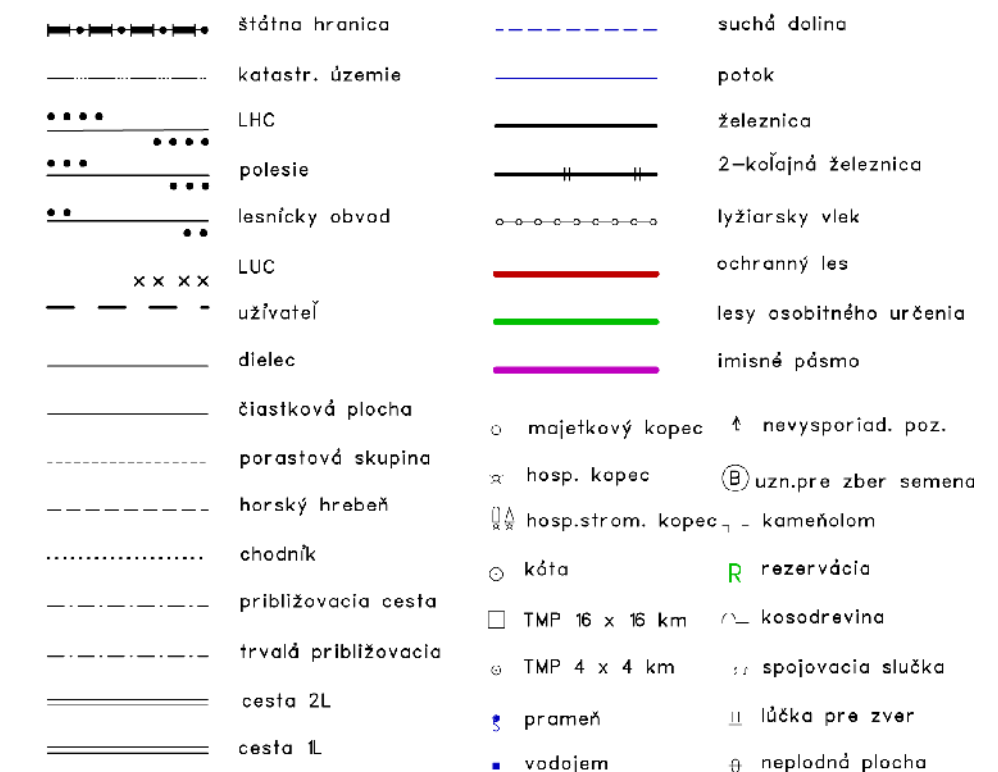 štátna hranica
katastr. územie
LHC
polesie
lesnícky obvod
LUC
užívateľ
dielec
čiastková plocha
porastová skupina
horský hrebeň
chodník
približovacia cesta
trvalá približovacia
cesta 2L
cesta 1L
suchá dolina
potok
železnica
2-koľajná železnica
lyžiarsky vlek
ochranný les
lesy osobitného určenia
imisné pásmo
majetkový kopec
hosp. kopec
hosp.strom. kopec
kóta
TMP 16 x 16 km
TMP 4 x 4 km
prameň
vodojem
nevysporiad. poz.
B uzn.pre zber semena
kameňolom
R rezervácia
kosodrevina
spojovacia slučka
lúčka pre zver
neplodná plocha